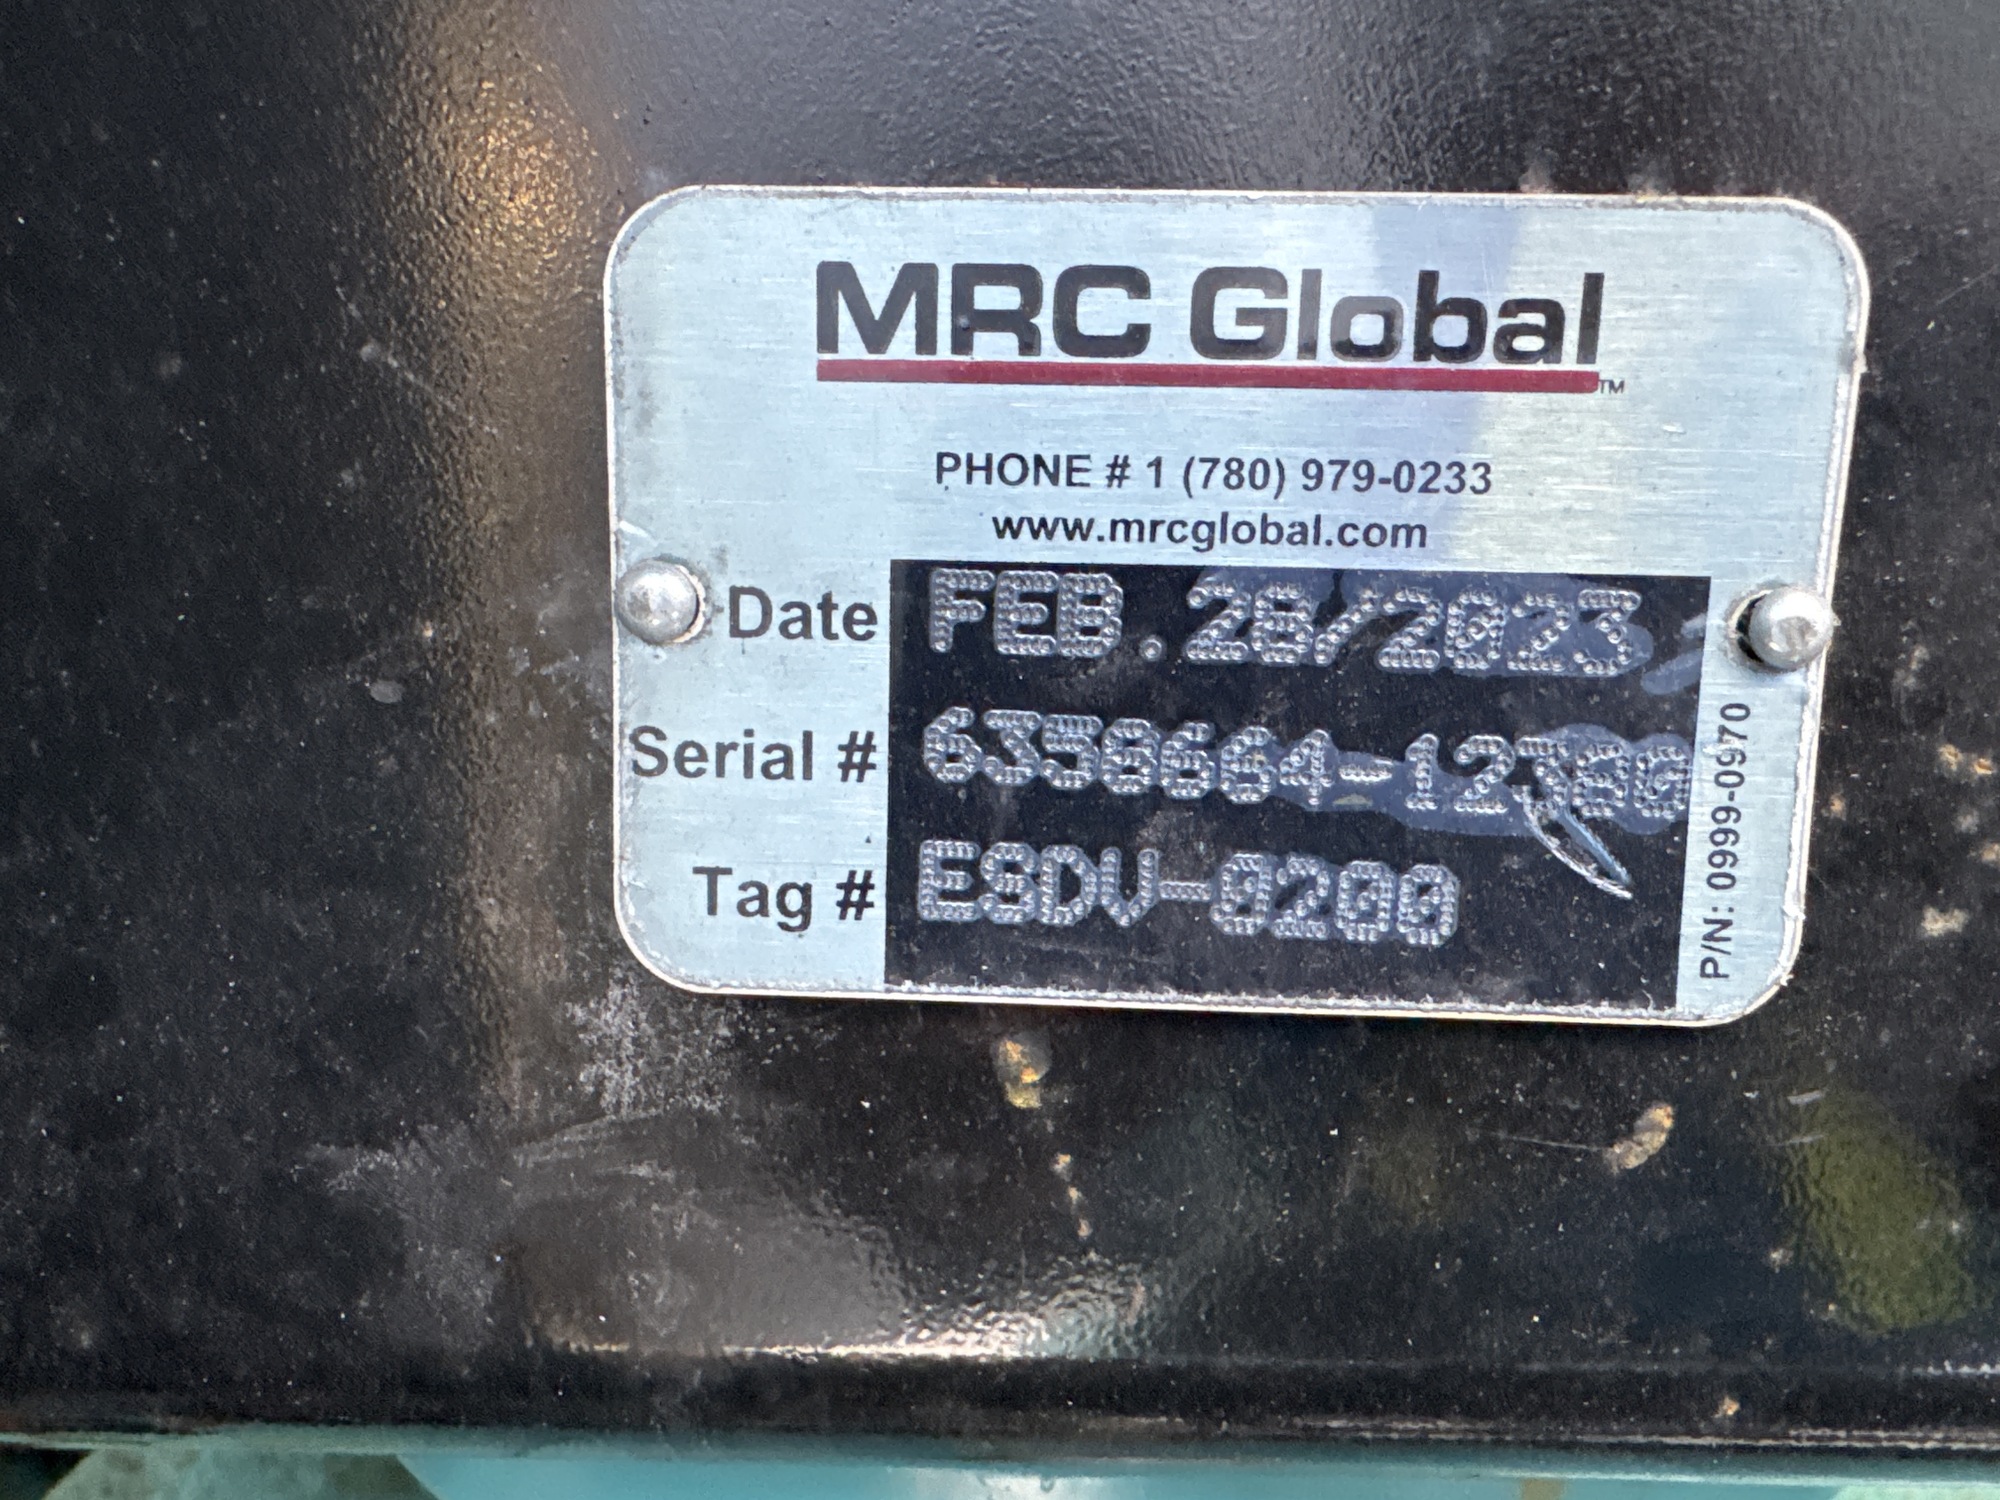 MRC Global
TM
PHONE # 1 (780) 979-0233
www.mrcglobal.com
Date FEB.28/2023
Serial #
Tag # ESDV-0200
P/N: 0999-0970